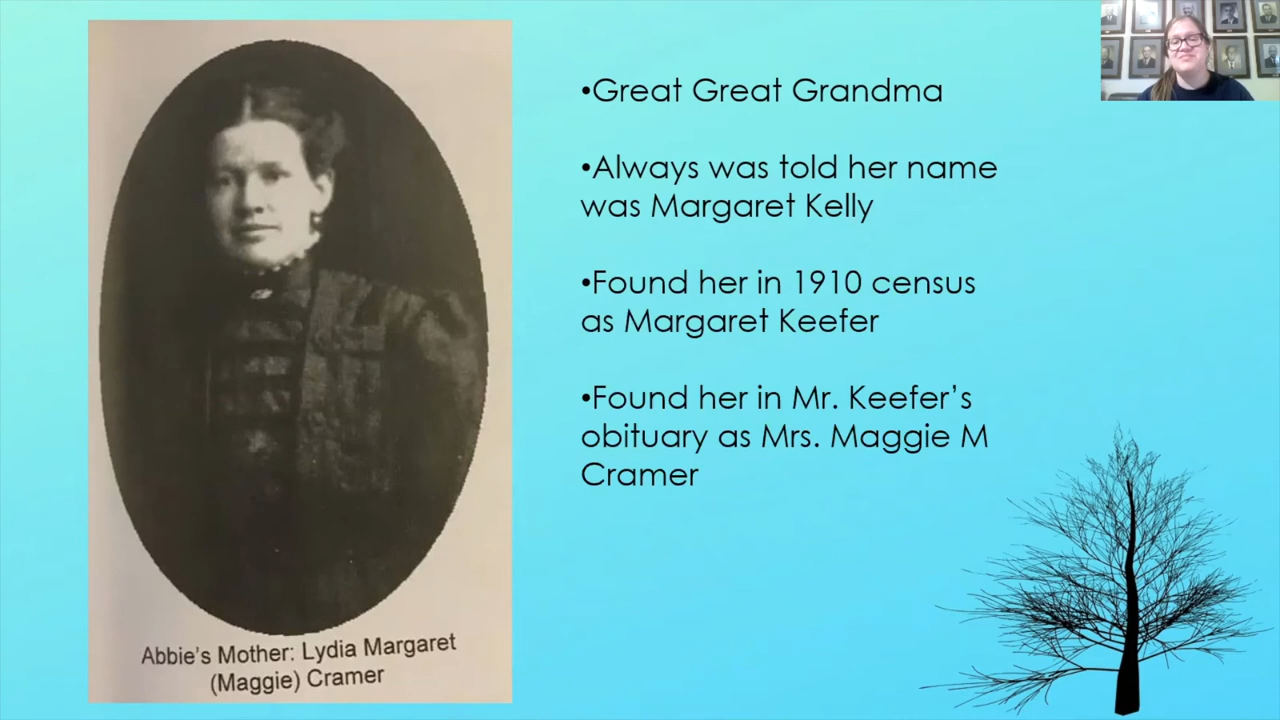 •Great Great Grandma
•Always was told her name
was Margaret Kelly
•Found her in 1910 census
as Margaret Keefer
•Found her in Mr. Keefer’s
obituary as Mrs. Maggie M
Cramer
Abbie's Mother: Lydia Margaret
(Maggie) Cramer